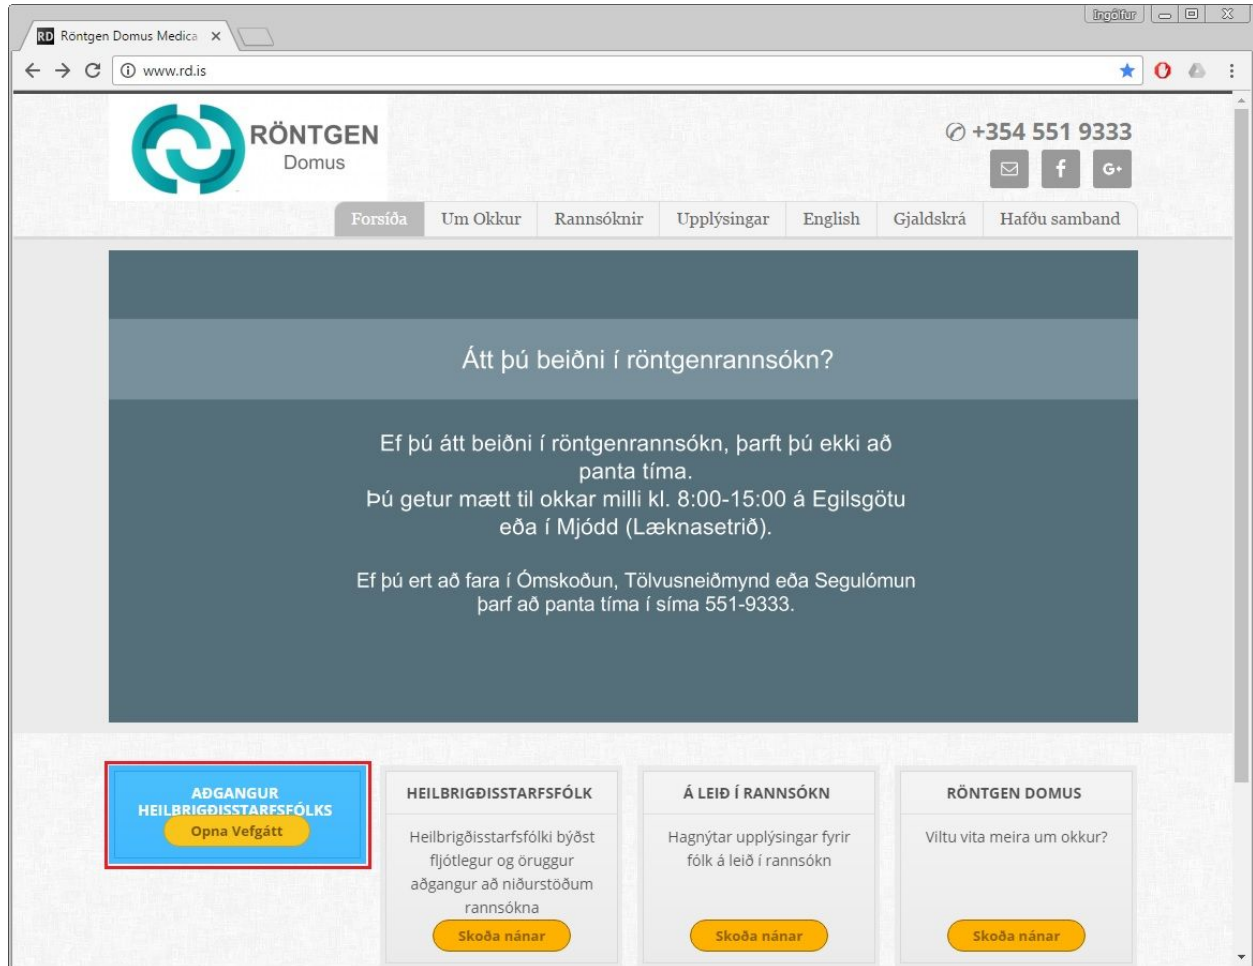 Ingólfur
RD Röntgen Domus Medica
www.rd.is
RÖNTGEN
Domus
+354 551 9333
G+
Forsíða Um Okkur Rannsóknir Upplýsingar English Gjaldskrá Hafðu samband
Átt þú beiðni í röntgenrannsókn?
Ef þú átt beiðni í röntgenrannsókn, þarft þú ekki að
panta tíma.
Þú getur mætt til okkar milli kl. 8:00-15:00 á Egilsgötu
eða í Mjódd (Læknasetrið).
Ef þú ert að fara í Ómskoðun, Tölvusneiðmynd eða Segulómun
þarf að panta tíma í síma 551-9333.
AÐGANGUR
HEILBRIGÐISSTARFSFÓLKS
Opna Vefgátt
HEILBRIGÐISSTARFSFÓLK
Heilbrigðisstarfsfólki býðst
fljótlegur og öruggur
aðgangur að niðurstöðum
rannsókna
Skoða nánar
Á LEIÐ Í RANNSÓKN
Hagnýtar upplýsingar fyrir
fólk á leið í rannsókn
Skoða nánar
RÖNTGEN DOMUS
Viltu vita meira um okkur?
Skoða nánar